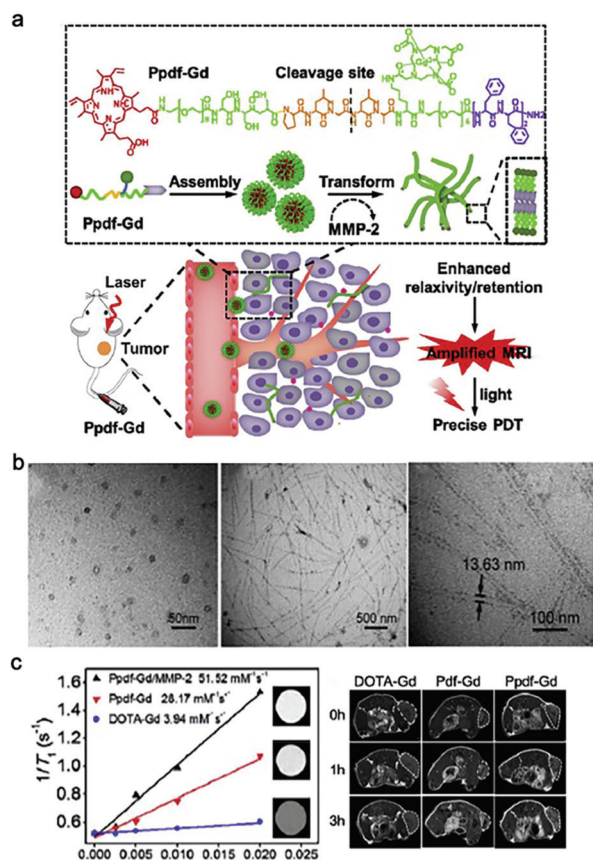 a
Ppdf-Gd
Cleavage site
Assembly
Transform
MMP-2
Ppdf-Gd
Laser
Tumor
Ppdf-Gd
Enhanced
relaxivity/retention
Amplified MRI
light
Precise PDT
b
50nm
500 nm
13.63 nm
100 nm
c
Ppdf-Gd/MMP-2 51.52 mM⁻¹s⁻¹
Ppdf-Gd 28.17 mM⁻¹s⁻¹
DOTA-Gd 3.94 mM⁻¹s⁻¹
1/T₁ (s⁻¹)
1.6
1.4
1.2
1.0
0.8
0.6
0.000 0.005 0.010 0.015 0.020 0.025
DOTA-Gd Pdf-Gd Ppdf-Gd
0h
1h
3h